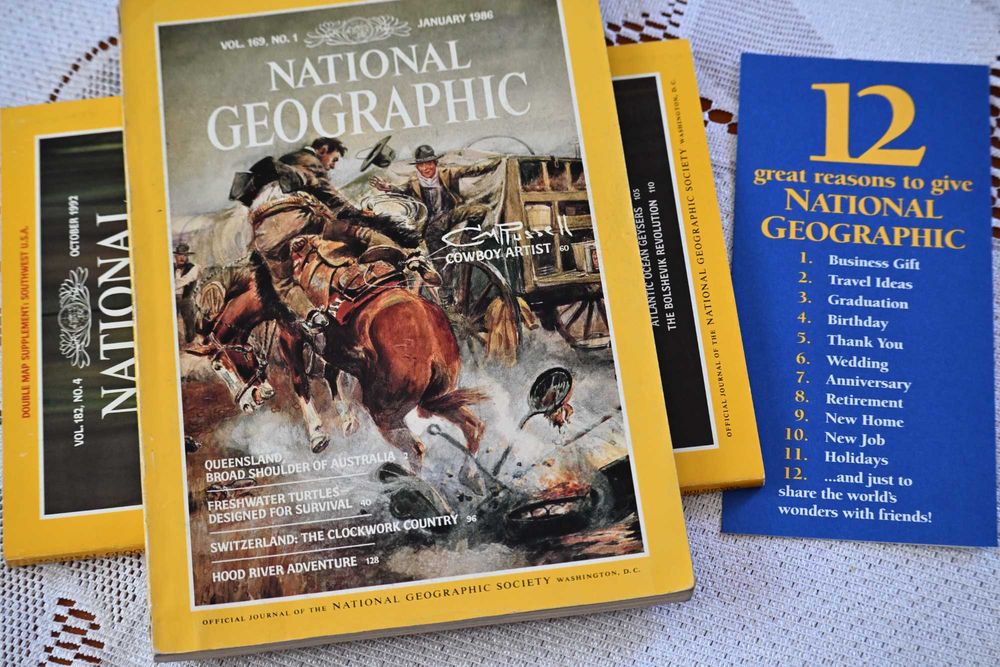 VOL. 169, NO. 1
JANUARY 1986
NATIONAL
GEOGRAPHIC
CM Russell
COWBOY ARTIST 60
QUEENSLAND,
BROAD SHOULDER OF AUSTRALIA 2
FRESHWATER TURTLES
DESIGNED FOR SURVIVAL 40
SWITZERLAND: THE CLOCKWORK COUNTRY 96
HOOD RIVER ADVENTURE 128
OFFICIAL JOURNAL OF THE NATIONAL GEOGRAPHIC SOCIETY WASHINGTON, D.C.
DOUBLE MAP SUPPLEMENT: SOUTHWEST U.S.A.
VOL. 182, NO. 4
OCTOBER 1992
NATIONAL
ATLANTIC OCEAN GEYSERS 105
THE BOLSHEVIK REVOLUTION 110
OFFICIAL JOURNAL OF THE NATIONAL GEOGRAPHIC SOCIETY WASHINGTON, D.C.
12
great reasons to give
NATIONAL
GEOGRAPHIC
1. Business Gift
2. Travel Ideas
3. Graduation
4. Birthday
5. Thank You
6. Wedding
7. Anniversary
8. Retirement
9. New Home
10. New Job
11. Holidays
12. ...and just to
share the world's
wonders with friends!